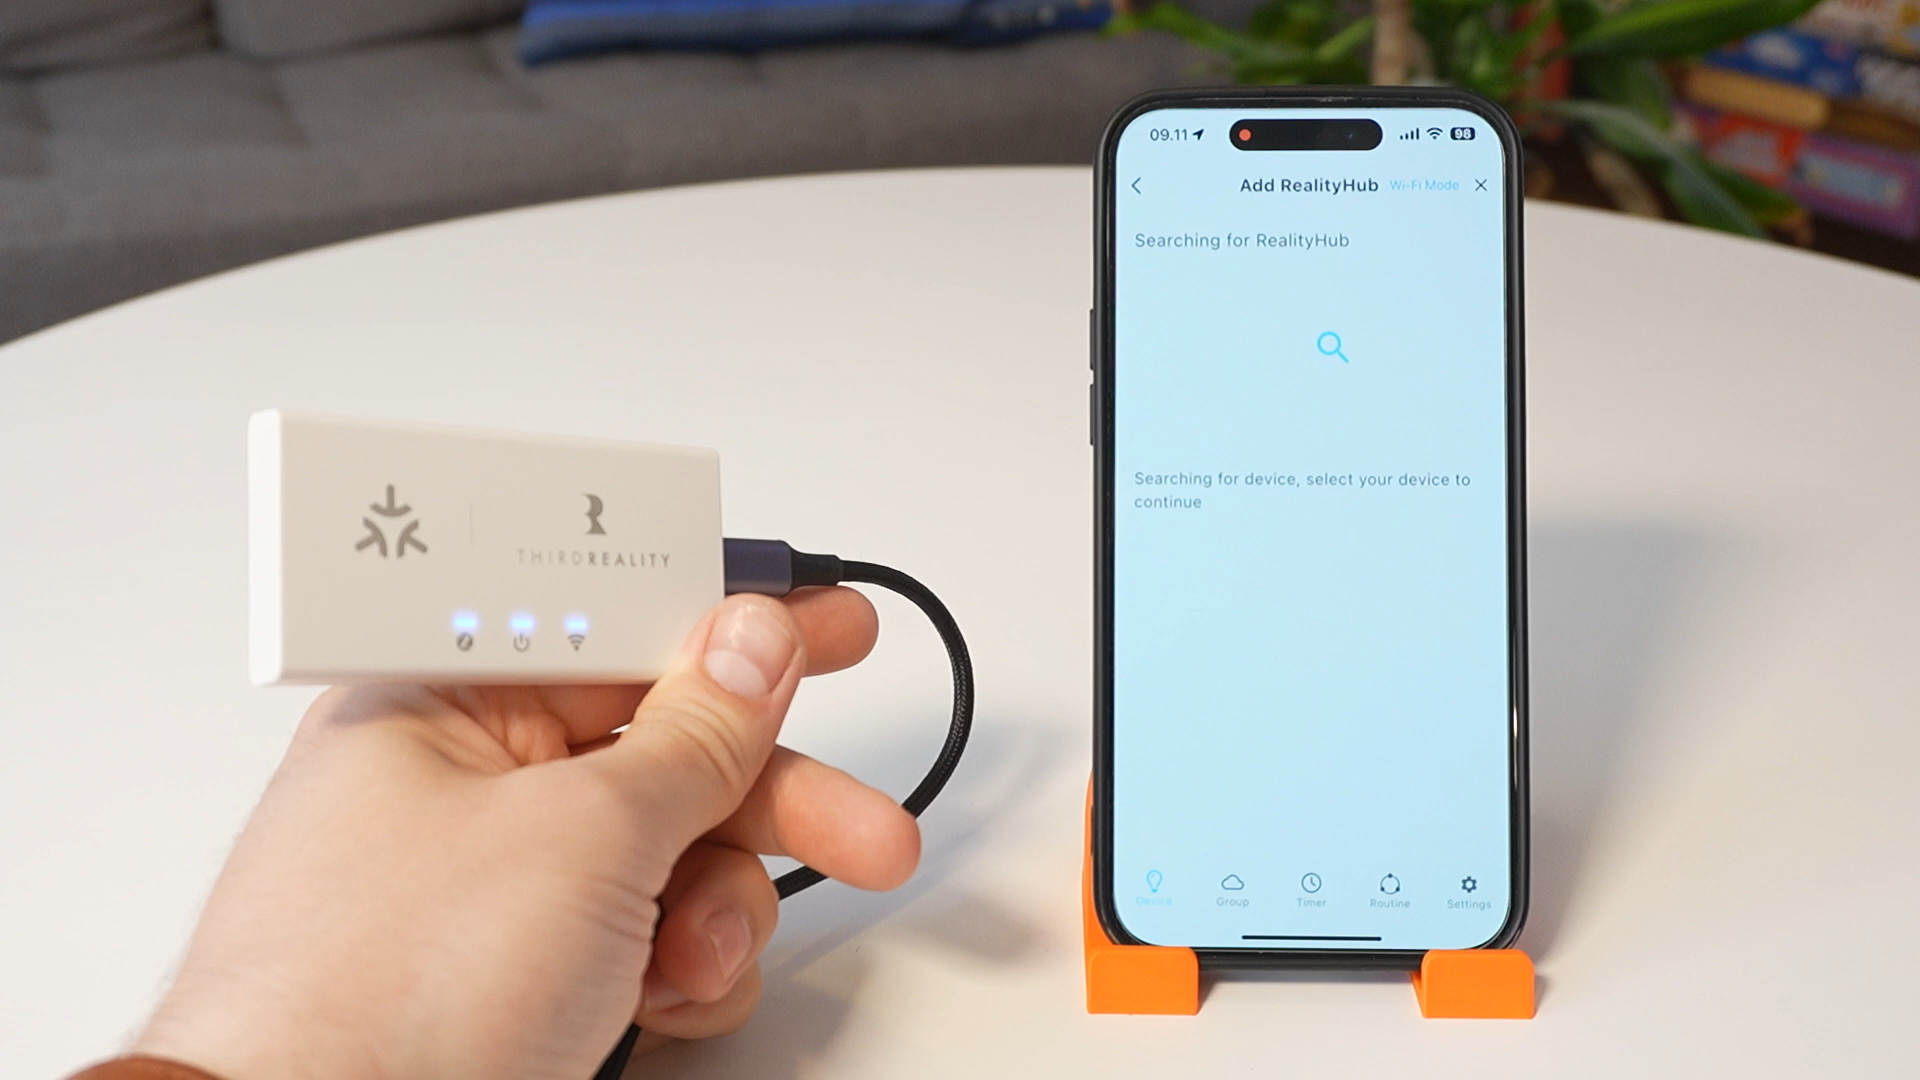 THIRDREALITY
09.11
98
Add RealityHub
Wi-Fi Mode
Searching for RealityHub
Searching for device, select your device to
continue
Device
Group
Timer
Routine
Settings